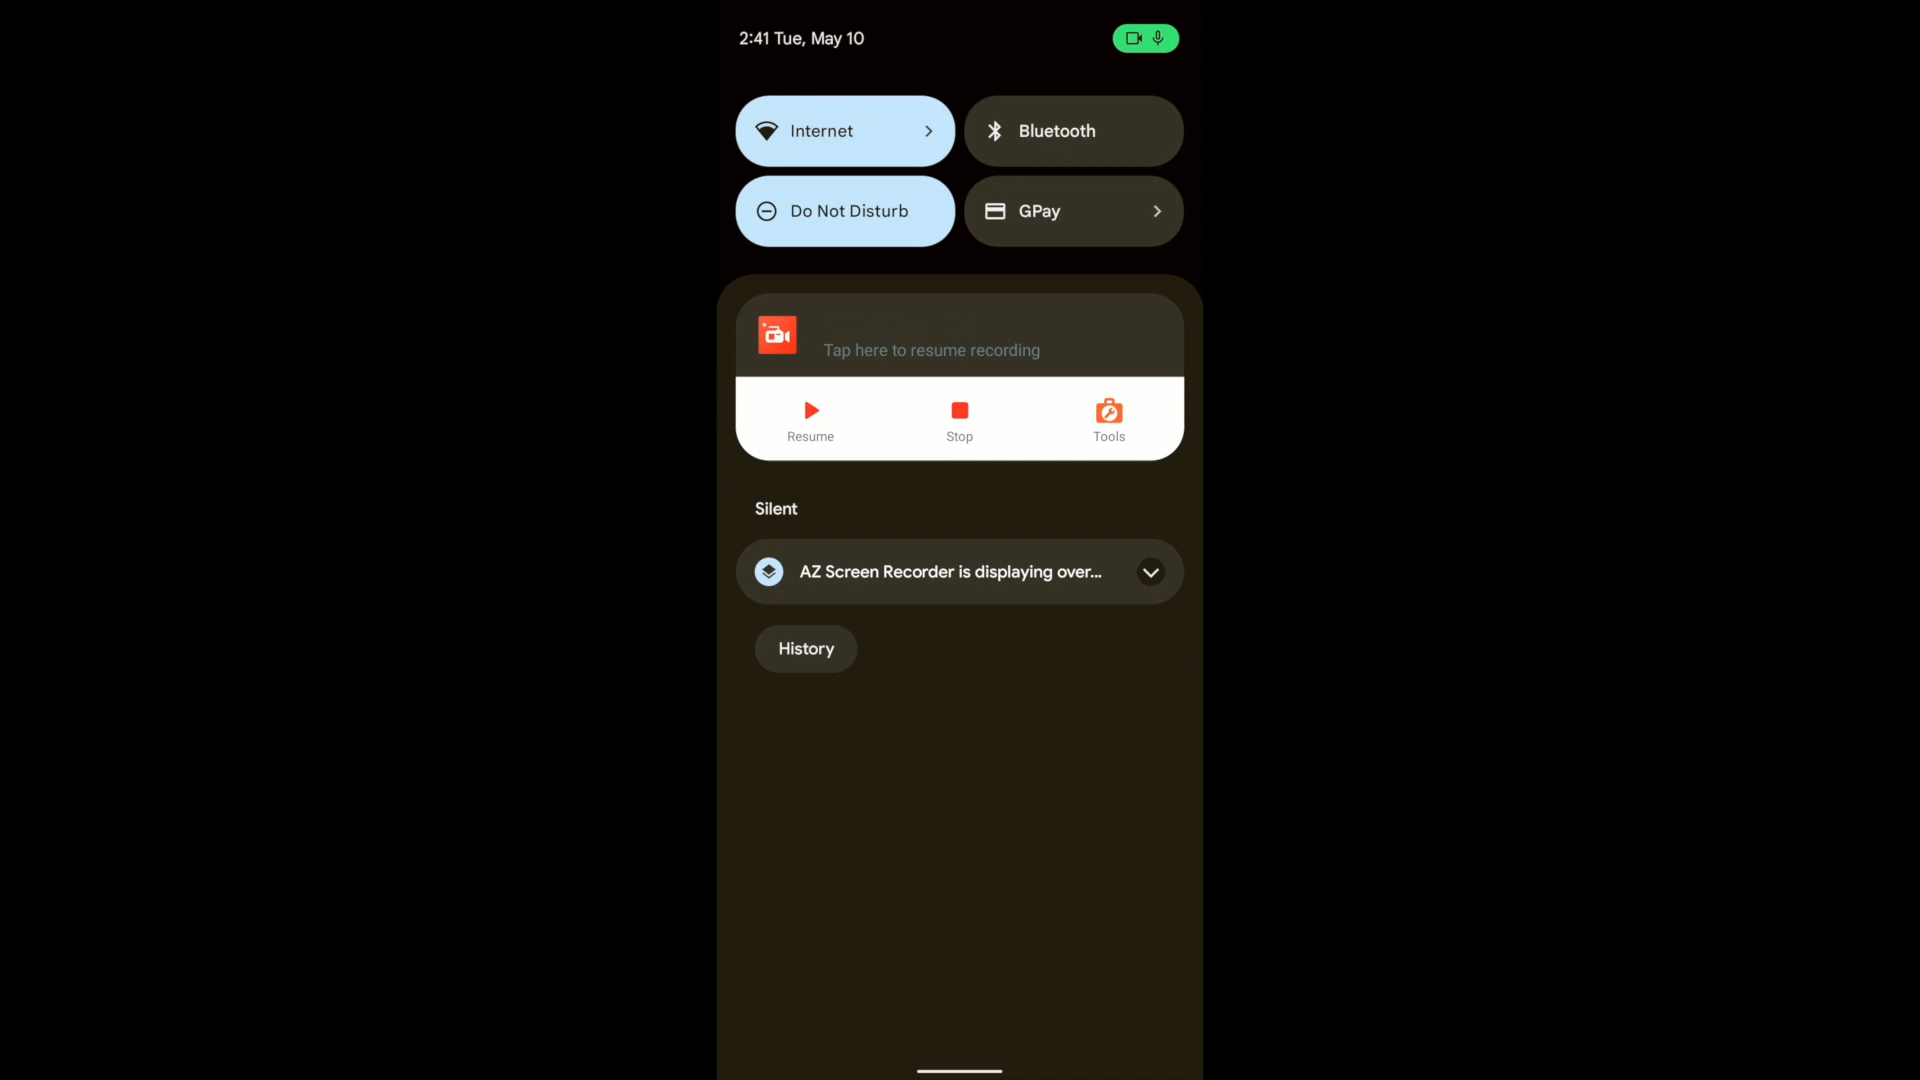 2:41 Tue, May 10
Internet
Bluetooth
Do Not Disturb
GPay
Tap here to resume recording
Resume
Stop
Tools
Silent
AZ Screen Recorder is displaying over...
History